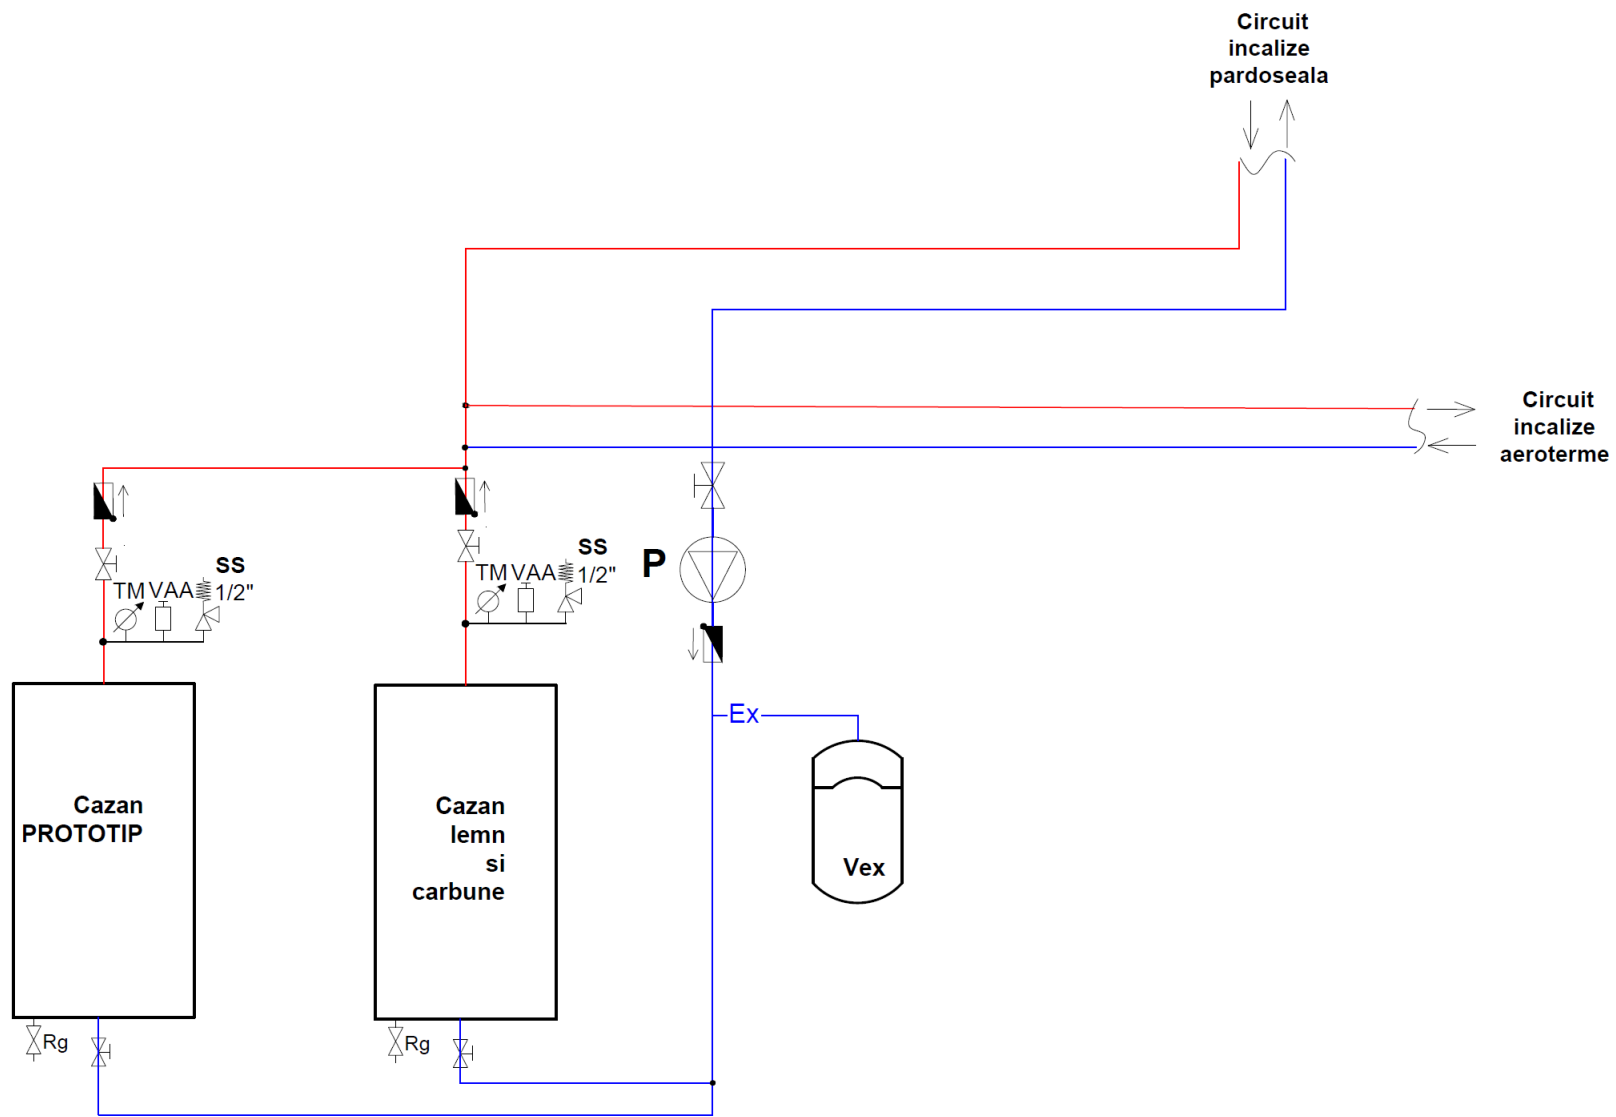 Circuit
incalize
pardoseala
Circuit
incalize
aeroterme
SS
TM VAA 1/2"
SS
TM VAA 1/2"
P
Ex
Cazan
PROTOTIP
Cazan
lemn
si
carbune
Vex
Rg
Rg